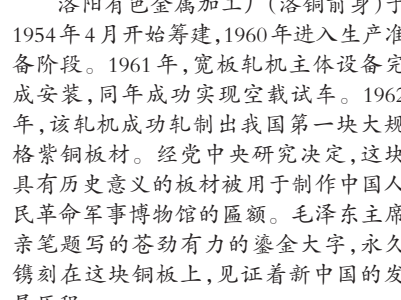 洛阳有色金属加工厂（洛铜前身）于
1954年4月开始筹建，1960年进入生产准
备阶段。1961年，宽板轧机主体设备完
成安装，同年成功实现空载试车。1962
年，该轧机成功轧制出我国第一块大规
格紫铜板材。经党中央研究决定，这块
具有历史意义的板材被用于制作中国人
民革命军事博物馆的匾额。毛泽东主席
亲笔题写的苍劲有力的鎏金大字，永久
镌刻在这块铜板上，见证着新中国的发
展历程